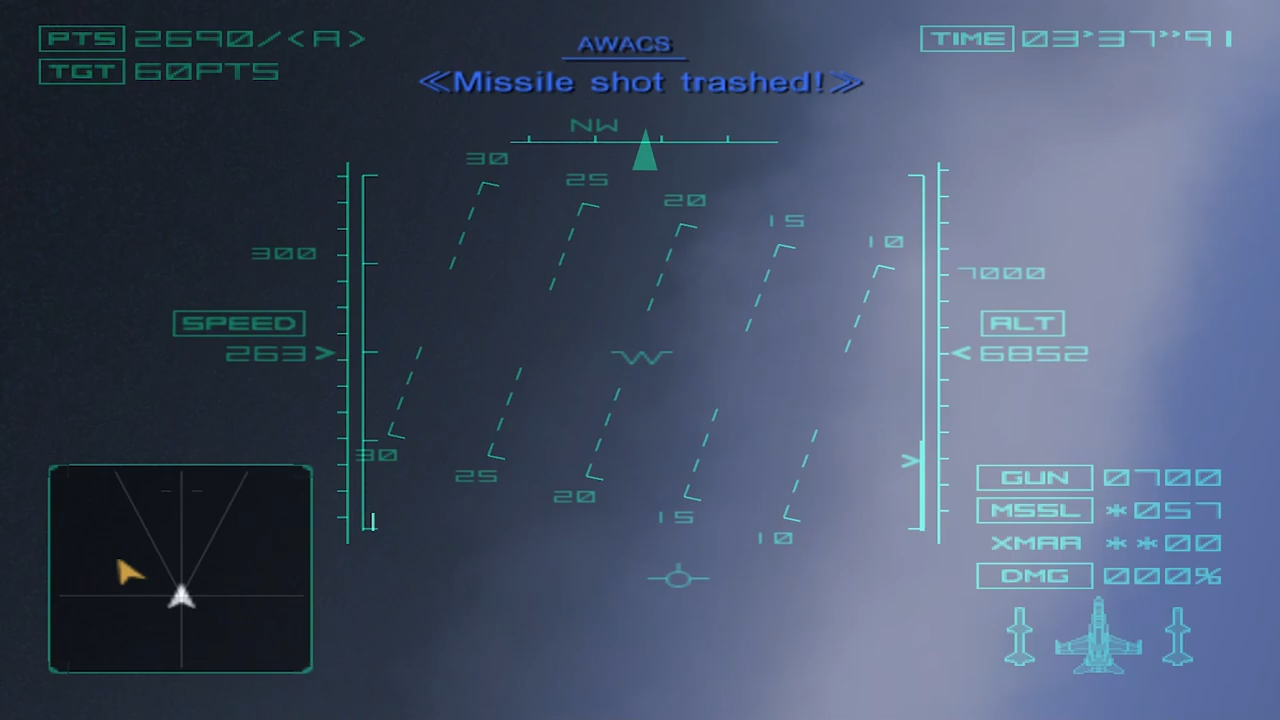 PTS 2690/<A>
TGT 60PTS
AWACS
≪Missile shot trashed!≫
TIME 03'37"91
NW
30 25 20 15 10
300
7000
SPEED
263>
ALT
<6852
30 25 20 15 10
GUN 0700
MSSL *057
XMAA **00
DMG 000%